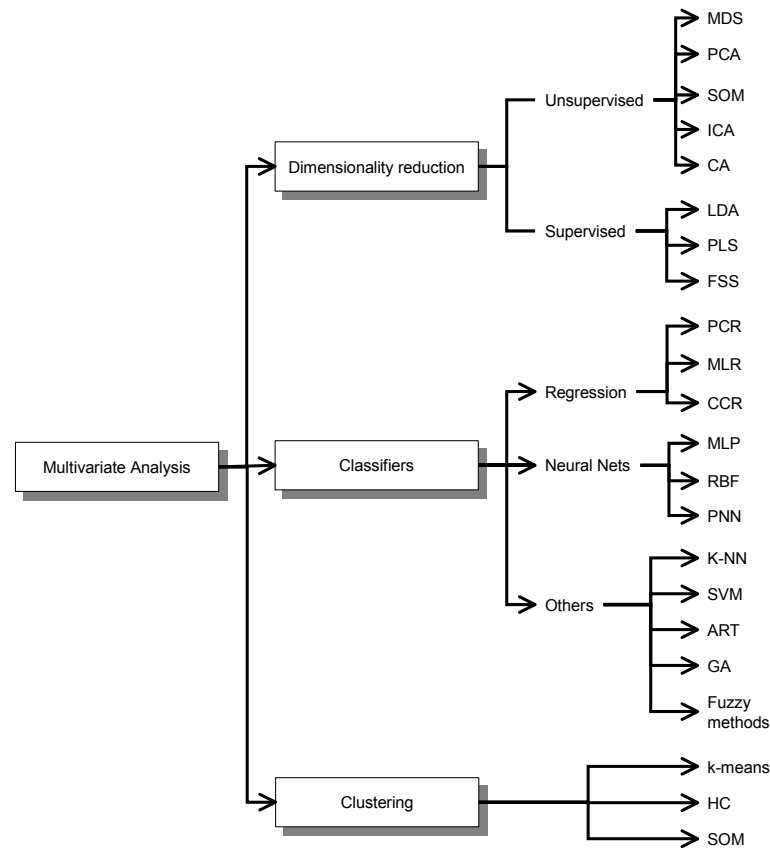 Multivariate Analysis
Dimensionality reduction
Unsupervised
MDS
PCA
SOM
ICA
CA
Supervised
LDA
PLS
FSS
Classifiers
Regression
PCR
MLR
CCR
Neural Nets
MLP
RBF
PNN
Others
K-NN
SVM
ART
GA
Fuzzy
methods
Clustering
k-means
HC
SOM